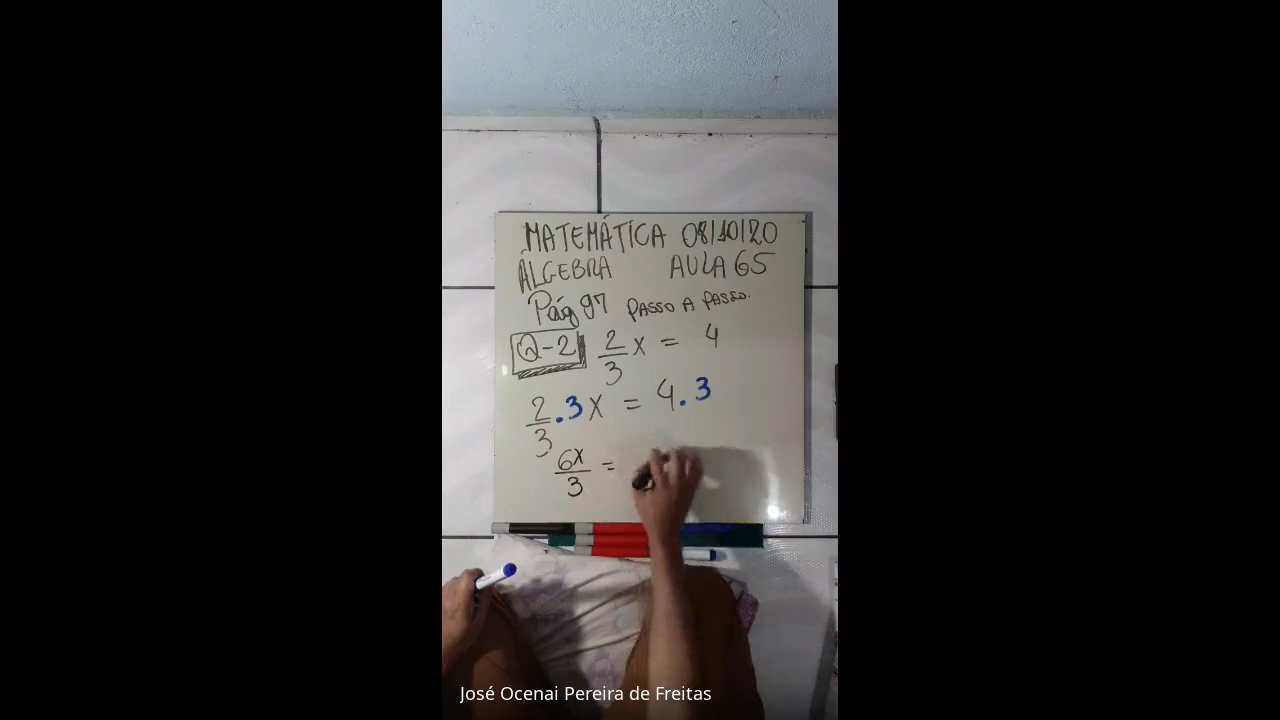 MATEMÁTICA 08/10/20
ÁLGEBRA AULA 65
Pág 97 PASSO A PASSO.
Q-2 2/3 x = 4
2/3 . 3 x = 4 . 3
6x/3 =
José Ocenai Pereira de Freitas